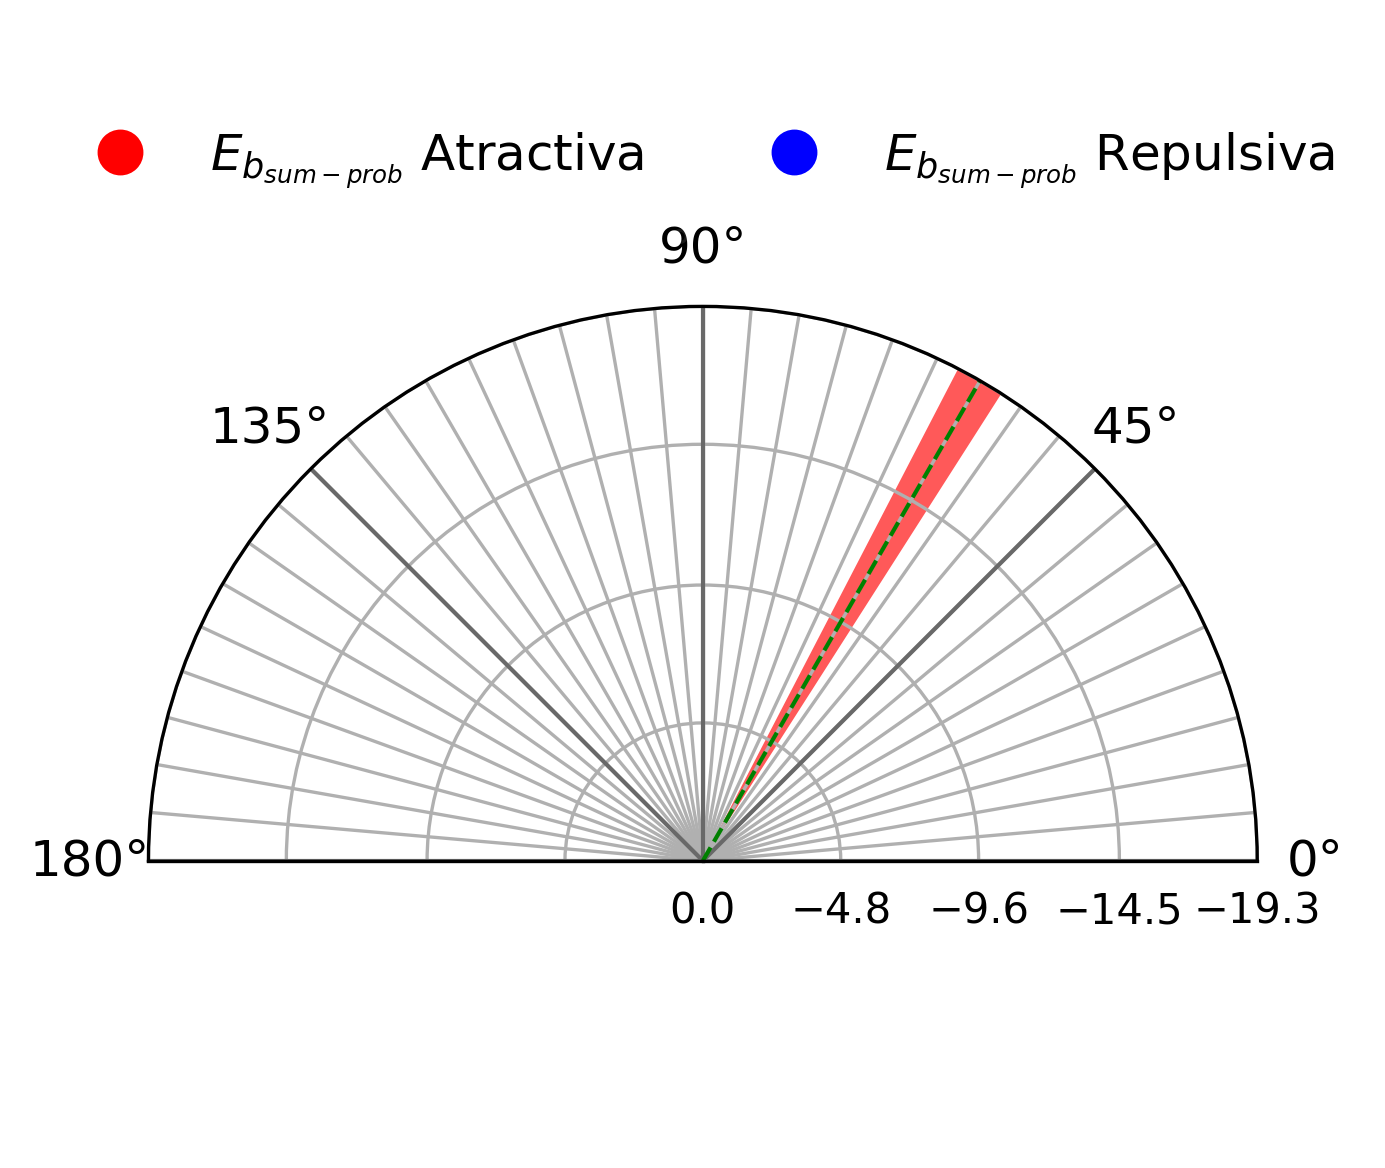 E_{b_{sum-prob}} Atractiva E_{b_{sum-prob}} Repulsiva
90°
135° 45°
180° 0°
0.0 −4.8 −9.6 −14.5 −19.3